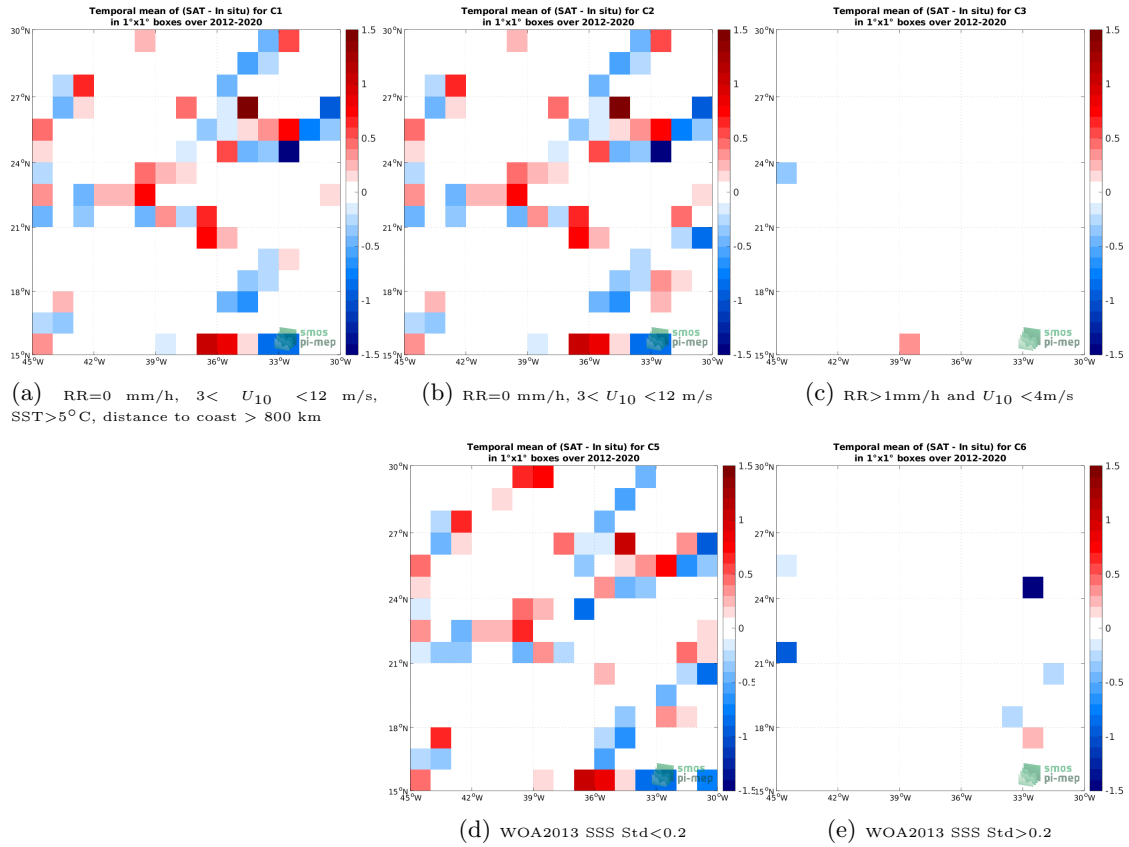 Temporal mean of (SAT - In situ) for C1
in 1°x1° boxes over 2012-2020
Temporal mean of (SAT - In situ) for C2
in 1°x1° boxes over 2012-2020
Temporal mean of (SAT - In situ) for C3
in 1°x1° boxes over 2012-2020
30°N
27°N
24°N
21°N
18°N
15°N
45°W
42°W
39°W
36°W
33°W
30°W
1.5
1
0.5
0
-0.5
-1
-1.5
smos
pi-mep
30°N
27°N
24°N
21°N
18°N
15°N
45°W
42°W
39°W
36°W
33°W
30°W
1.5
1
0.5
0
-0.5
-1
-1.5
smos
pi-mep
30°N
27°N
24°N
21°N
18°N
15°N
45°W
42°W
39°W
36°W
33°W
30°W
1.5
1
0.5
0
-0.5
-1
-1.5
smos
pi-mep
(a) RR=0 mm/h, 3< U10 <12 m/s,
SST>5°C, distance to coast > 800 km
(b) RR=0 mm/h, 3< U10 <12 m/s
(c) RR>1mm/h and U10 <4m/s
Temporal mean of (SAT - In situ) for C5
in 1°x1° boxes over 2012-2020
Temporal mean of (SAT - In situ) for C6
in 1°x1° boxes over 2012-2020
30°N
27°N
24°N
21°N
18°N
15°N
45°W
42°W
39°W
36°W
33°W
30°W
1.5
1
0.5
0
-0.5
-1
-1.5
smos
pi-mep
30°N
27°N
24°N
21°N
18°N
15°N
45°W
42°W
39°W
36°W
33°W
30°W
1.5
1
0.5
0
-0.5
-1
-1.5
smos
pi-mep
(d) WOA2013 SSS Std<0.2
(e) WOA2013 SSS Std>0.2